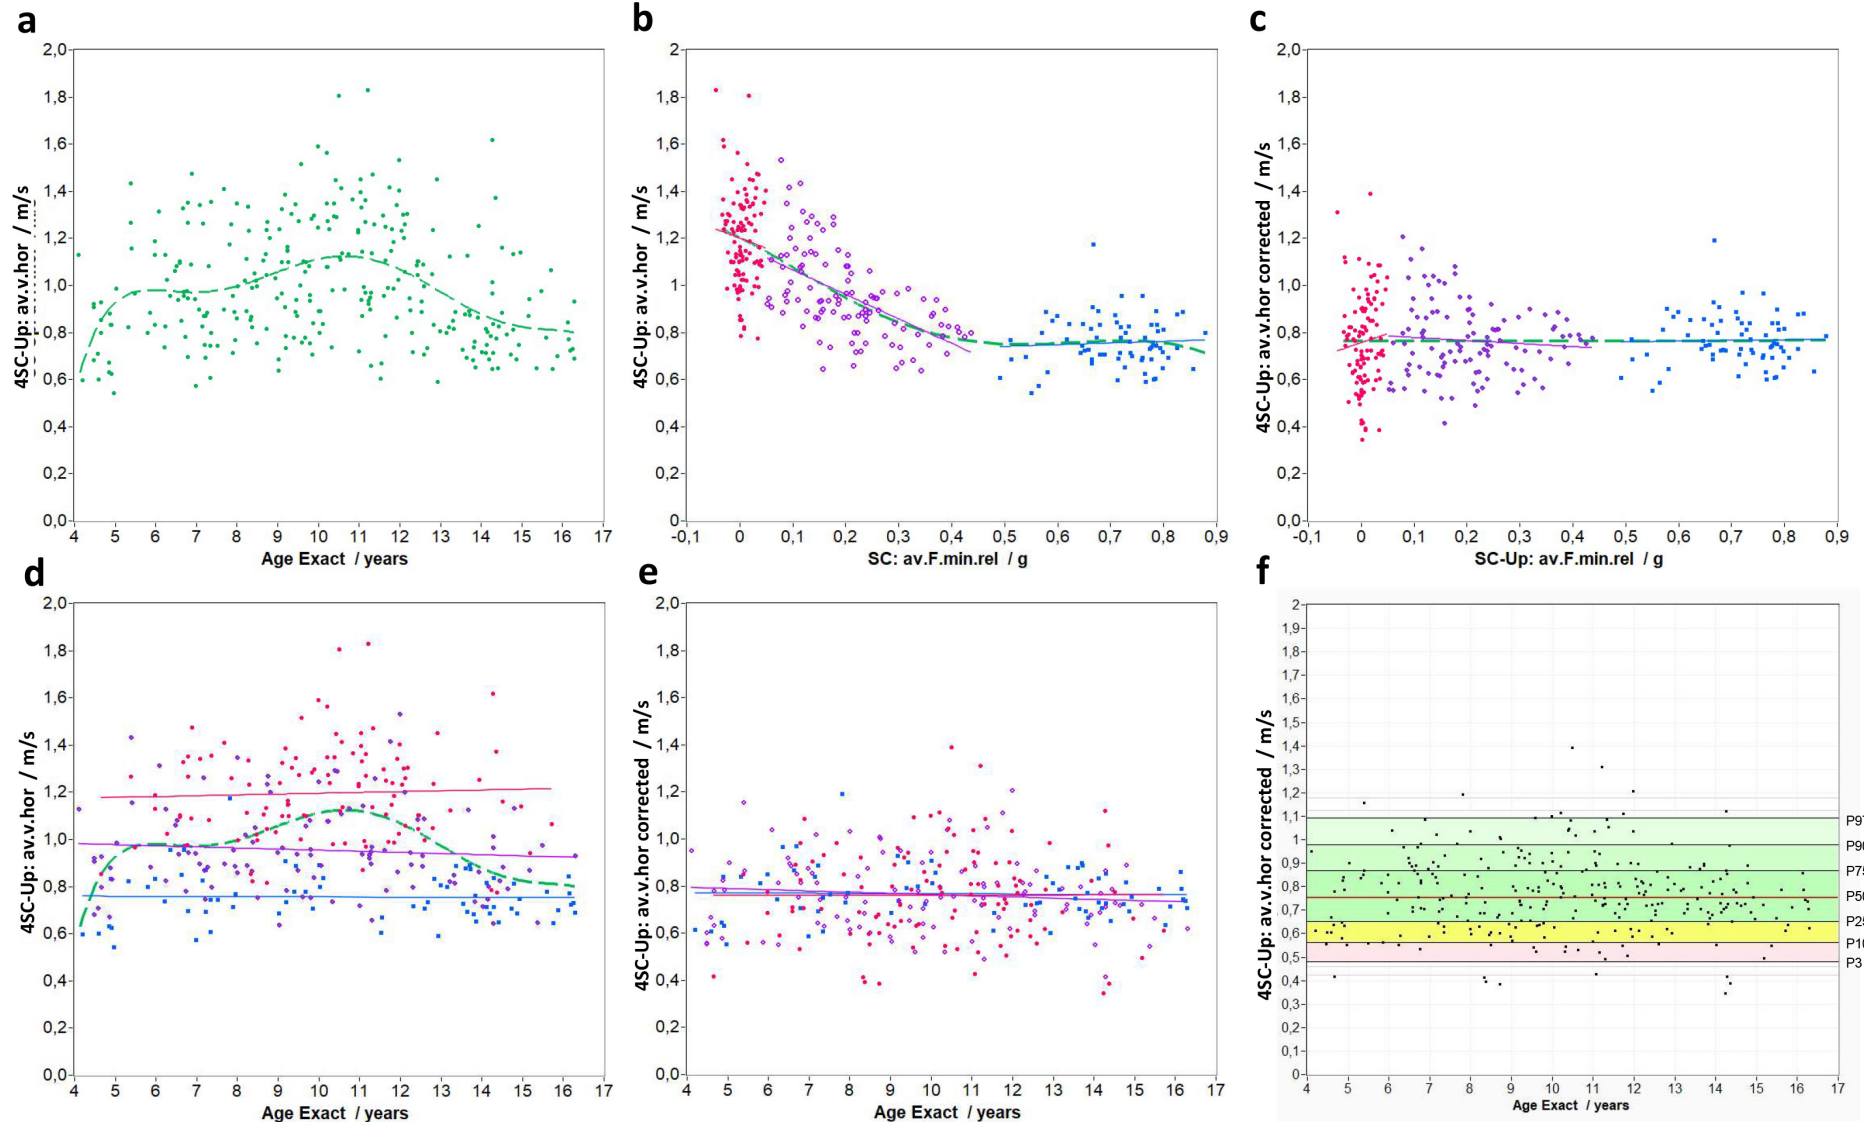 a
2,0
1,8
1,6
1,4
1,2
1,0
0,8
0,6
0,4
0,2
0,0
4SC-Up: av.v.hor / m/s
4 5 6 7 8 9 10 11 12 13 14 15 16 17
Age Exact / years
b
2
1,8
1,6
1,4
1,2
1
0,8
0,6
0,4
0,2
0
4SC-Up: av.v.hor / m/s
-0,1 0 0,1 0,2 0,3 0,4 0,5 0,6 0,7 0,8 0,9
SC: av.F.min.rel / g
c
2,0
1,8
1,6
1,4
1,2
1,0
0,8
0,6
0,4
0,2
0,0
4SC-Up: av.v.hor corrected / m/s
-0,1 0 0,1 0,2 0,3 0,4 0,5 0,6 0,7 0,8 0,9
SC-Up: av.F.min.rel / g
d
2,0
1,8
1,6
1,4
1,2
1,0
0,8
0,6
0,4
0,2
0,0
4SC-Up: av.v.hor / m/s
4 5 6 7 8 9 10 11 12 13 14 15 16 17
Age Exact / years
e
2,0
1,8
1,6
1,4
1,2
1,0
0,8
0,6
0,4
0,2
0,0
4SC-Up: av.v.hor corrected / m/s
4 5 6 7 8 9 10 11 12 13 14 15 16 17
Age Exact / years
f
2
1,9
1,8
1,7
1,6
1,5
1,4
1,3
1,2
1,1
1
0,9
0,8
0,7
0,6
0,5
0,4
0,3
0,2
0,1
0
4SC-Up: av.v.hor corrected / m/s
P97
P90
P75
P50
P25
P10
P3
4 5 6 7 8 9 10 11 12 13 14 15 16 17
Age Exact / years